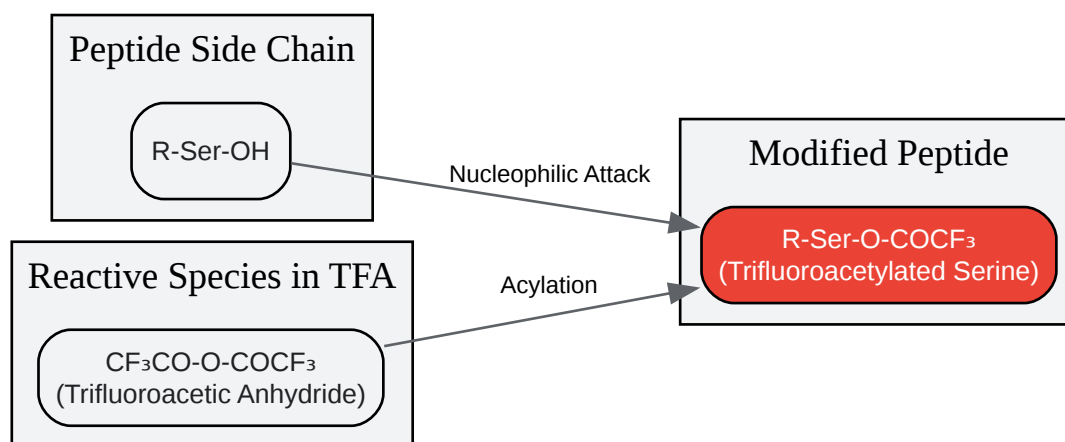 Peptide Side Chain
R-Ser-OH
Nucleophilic Attack
Modified Peptide
R-Ser-O-COCF₃
(Trifluoroacetylated Serine)
Reactive Species in TFA
Acylation
CF₃CO-O-COCF₃
(Trifluoroacetic Anhydride)